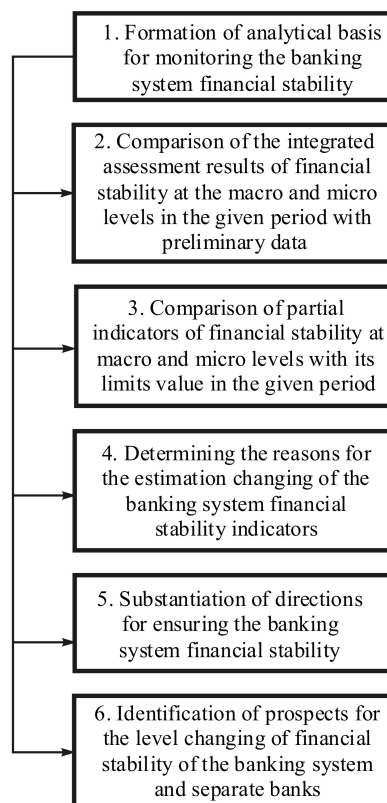 1. Formation of analytical basis
for monitoring the banking
system financial stability
2. Comparison of the integrated
assessment results of financial
stability at the macro and micro
levels in the given period with
preliminary data
3. Comparison of partial
indicators of financial stability at
macro and micro levels with its
limits value in the given period
4. Determining the reasons for
the estimation changing of the
banking system financial
stability indicators
5. Substantiation of directions
for ensuring the banking
system financial stability
6. Identification of prospects for
the level changing of financial
stability of the banking system
and separate banks